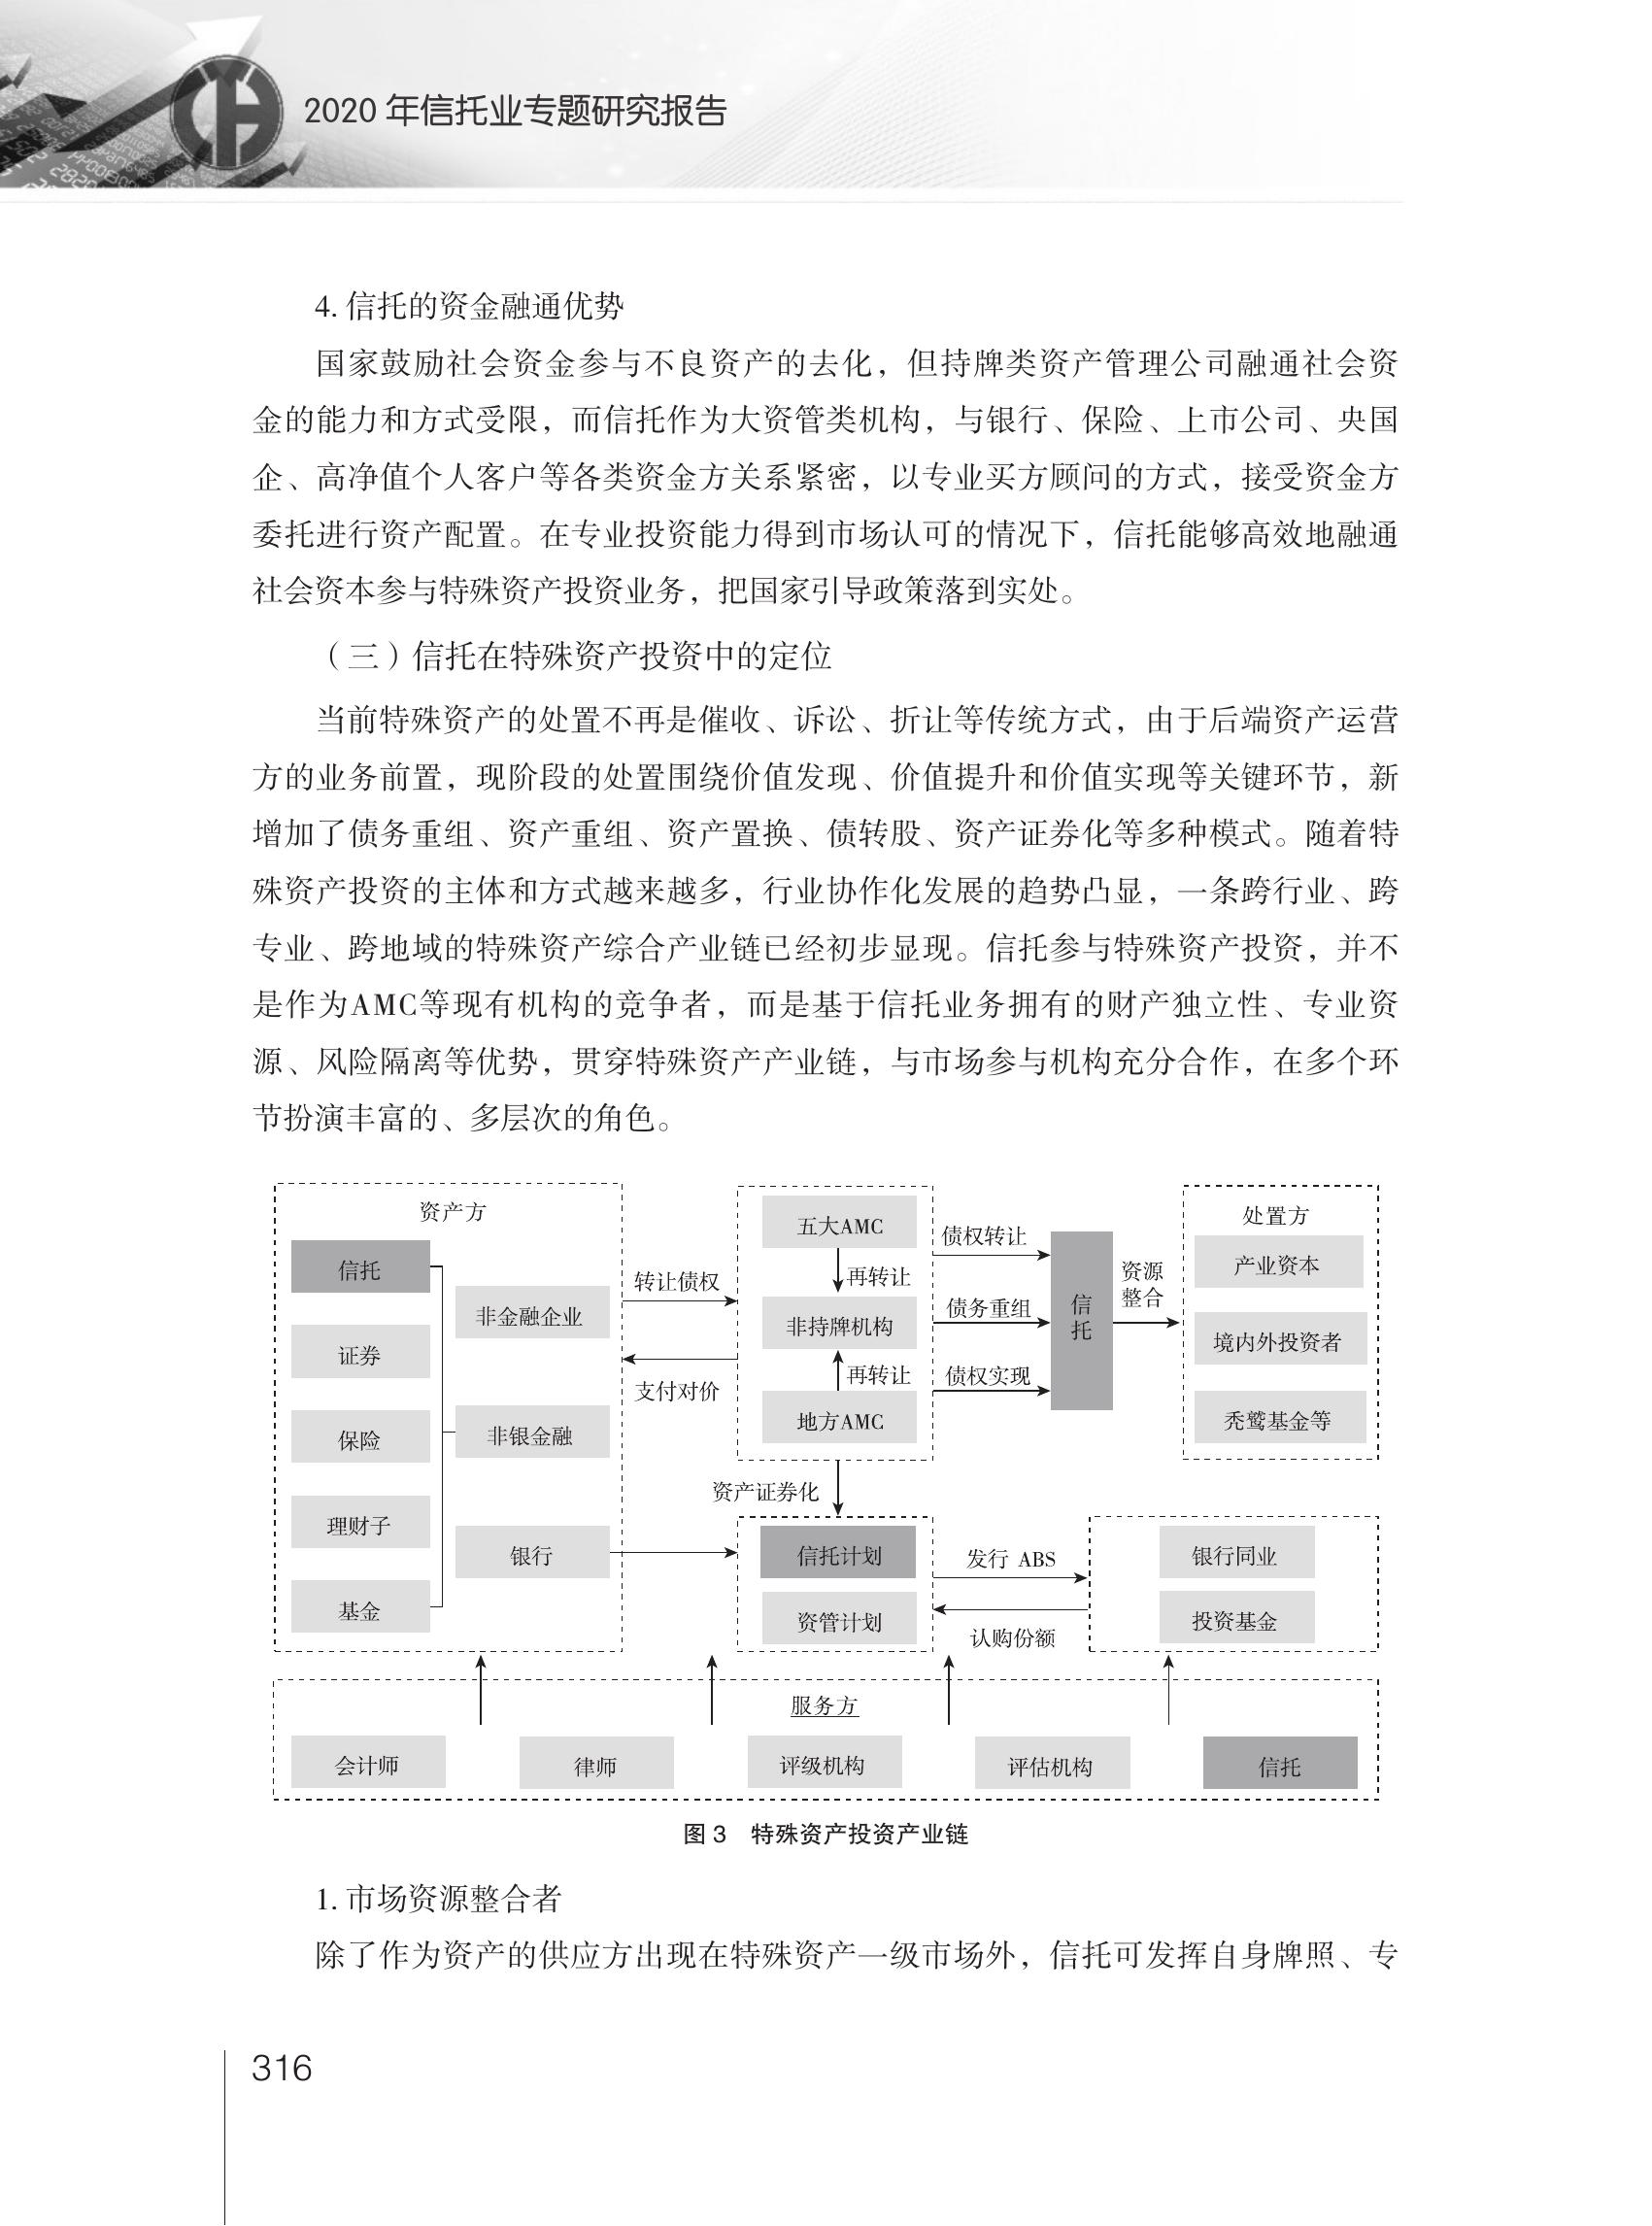 2020 年信托业专题研究报告
4. 信托的资金融通优势
国家鼓励社会资金参与不良资产的去化，但持牌类资产管理公司融通社会资
金的能力和方式受限，而信托作为大资管类机构，与银行、保险、上市公司、央国
企、高净值个人客户等各类资金方关系紧密，以专业买方顾问的方式，接受资金方
委托进行资产配置。在专业投资能力得到市场认可的情况下，信托能够高效地融通
社会资本参与特殊资产投资业务，把国家引导政策落到实处。
（三）信托在特殊资产投资中的定位
当前特殊资产的处置不再是催收、诉讼、折让等传统方式，由于后端资产运营
方的业务前置，现阶段的处置围绕价值发现、价值提升和价值实现等关键环节，新
增加了债务重组、资产重组、资产置换、债转股、资产证券化等多种模式。随着特
殊资产投资的主体和方式越来越多，行业协作化发展的趋势凸显，一条跨行业、跨
专业、跨地域的特殊资产综合产业链已经初步显现。信托参与特殊资产投资，并不
是作为AMC等现有机构的竞争者，而是基于信托业务拥有的财产独立性、专业资
源、风险隔离等优势，贯穿特殊资产产业链，与市场参与机构充分合作，在多个环
节扮演丰富的、多层次的角色。
资产方
信托
证券
保险
理财子
基金
非金融企业
非银金融
银行
转让债权
支付对价
五大AMC
再转让
非持牌机构
再转让
地方AMC
债权转让
债务重组
债权实现
信
托
资源
整合
处置方
产业资本
境内外投资者
秃鹫基金等
资产证券化
信托计划
资管计划
发行 ABS
认购份额
银行同业
投资基金
服务方
会计师
律师
评级机构
评估机构
信托
图 3　特殊资产投资产业链
1. 市场资源整合者
除了作为资产的供应方出现在特殊资产一级市场外，信托可发挥自身牌照、专
316